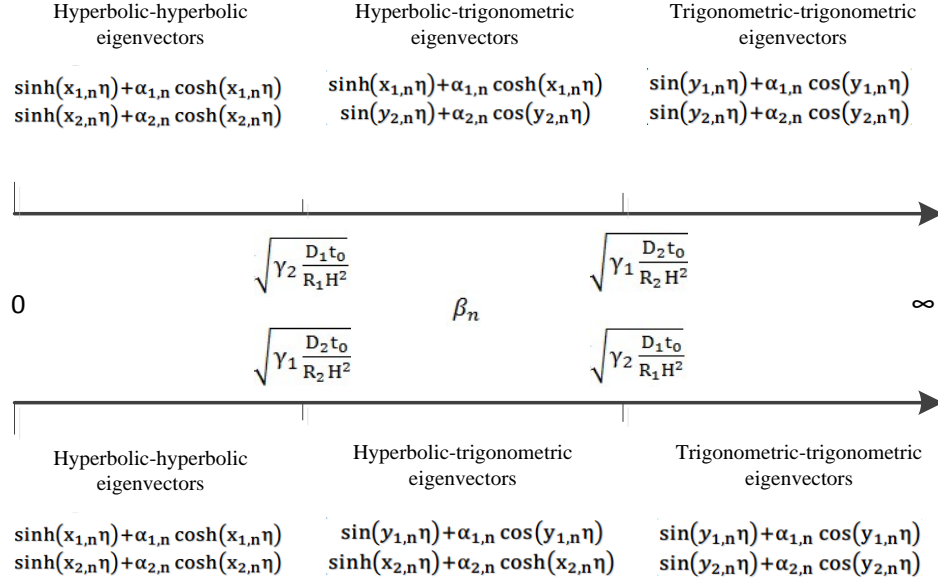 Hyperbolic-hyperbolic
eigenvectors
Hyperbolic-trigonometric
eigenvectors
Trigonometric-trigonometric
eigenvectors
sinh(x₁,ₙη)+α₁,ₙ cosh(x₁,ₙη)
sinh(x₂,ₙη)+α₂,ₙ cosh(x₂,ₙη)
sinh(x₁,ₙη)+α₁,ₙ cosh(x₁,ₙη)
sin(y₂,ₙη)+α₂,ₙ cos(y₂,ₙη)
sin(y₁,ₙη)+α₁,ₙ cos(y₁,ₙη)
sin(y₂,ₙη)+α₂,ₙ cos(y₂,ₙη)
√(γ₂ D₁t₀/R₁H²)
√(γ₁ D₂t₀/R₂H²)
0
βₙ
∞
√(γ₁ D₂t₀/R₂H²)
√(γ₂ D₁t₀/R₁H²)
Hyperbolic-hyperbolic
eigenvectors
Hyperbolic-trigonometric
eigenvectors
Trigonometric-trigonometric
eigenvectors
sinh(x₁,ₙη)+α₁,ₙ cosh(x₁,ₙη)
sinh(x₂,ₙη)+α₂,ₙ cosh(x₂,ₙη)
sin(y₁,ₙη)+α₁,ₙ cos(y₁,ₙη)
sinh(x₂,ₙη)+α₂,ₙ cosh(x₂,ₙη)
sin(y₁,ₙη)+α₁,ₙ cos(y₁,ₙη)
sin(y₂,ₙη)+α₂,ₙ cos(y₂,ₙη)